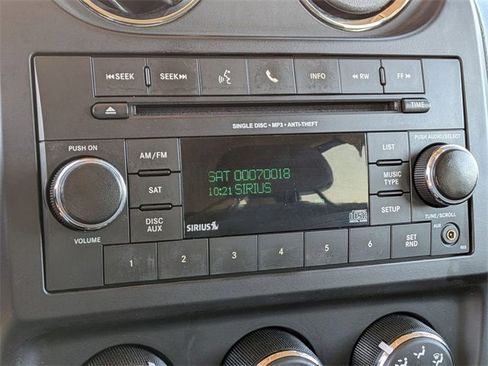 ⏮SEEK SEEK⏭ INFO ◀◀ RW FF ▶▶
TIME
SINGLE DISC • MP3 • ANTI-THEFT
PUSH ON
PUSH AUDIO/SELECT
AM/FM
LIST
SAT 00070018
10:21 SIRIUS
SAT
MUSIC
TYPE
DISC
AUX
SETUP
VOLUME
SIRIUS
TUNE/SCROLL
AUX
1 2 3 4 5 6
SET
RND